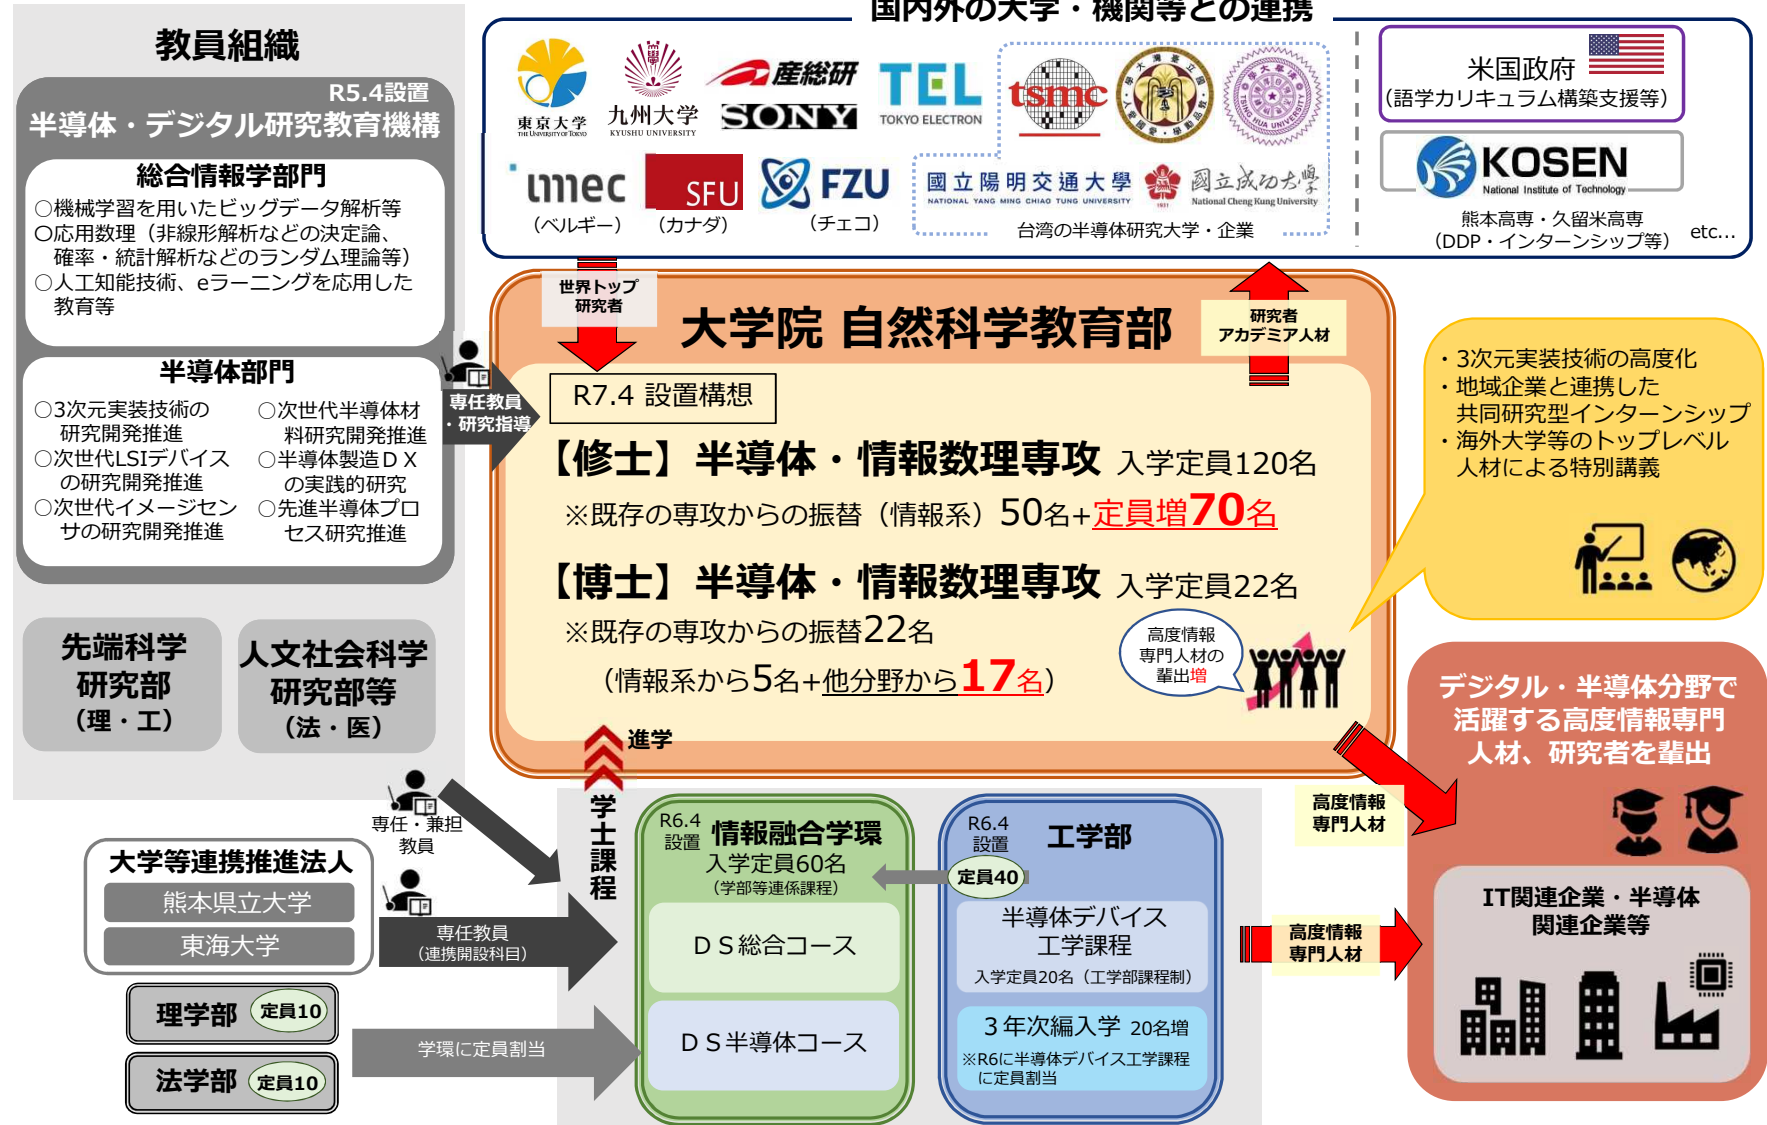 国内外の大学・機関等との連携
教員組織
R5.4設置
半導体・デジタル研究教育機構
総合情報学部門
○機械学習を用いたビッグデータ解析等
○応用数理（非線形解析などの決定論、
確率・統計解析などのランダム理論等）
○人工知能技術、eラーニングを応用した
教育等
半導体部門
○3次元実装技術の
研究開発推進
○次世代LSIデバイス
の研究開発推進
○次世代イメージセン
サの研究開発推進
○次世代半導体材
料研究開発推進
○半導体製造ＤＸ
の実践的研究
○先進半導体プロ
セス研究推進
先端科学
研究部
（理・工）
人文社会科学
研究部等
（法・医）
東京大学
THE UNIVERSITY OF TOKYO
九州大学
KYUSHU UNIVERSITY
産総研
SONY
TEL
TOKYO ELECTRON
tsmc
imec
（ベルギー）
SFU
（カナダ）
FZU
（チェコ）
國立陽明交通大學
NATIONAL YANG MING CHIAO TUNG UNIVERSITY
1931
國立成功大學
National Cheng Kung University
台湾の半導体研究大学・企業
米国政府
（語学カリキュラム構築支援等）
KOSEN
National Institute of Technology
熊本高専・久留米高専
（DDP・インターンシップ等）
etc…
世界トップ
研究者
研究者
アカデミア人材
大学院 自然科学教育部
専任教員
・研究指導
R7.4 設置構想
【修士】半導体・情報数理専攻 入学定員120名
※既存の専攻からの振替（情報系）50名+定員増70名
【博士】半導体・情報数理専攻 入学定員22名
※既存の専攻からの振替22名
（情報系から5名+他分野から17名）
高度情報
専門人材の
輩出増
・3次元実装技術の高度化
・地域企業と連携した
共同研究型インターンシップ
・海外大学等のトップレベル
人材による特別講義
進学
学士課程
専任・兼担
教員
大学等連携推進法人
熊本県立大学
東海大学
専任教員
（連携開設科目）
理学部 定員10
法学部 定員10
学環に定員割当
R6.4
設置
情報融合学環
入学定員60名
（学部等連係課程）
ＤＳ総合コース
ＤＳ半導体コース
R6.4
設置
工学部
定員40
半導体デバイス
工学課程
入学定員20名（工学部課程制）
３年次編入学 20名増
※R6に半導体デバイス工学課程
に定員割当
高度情報
専門人材
高度情報
専門人材
デジタル・半導体分野で
活躍する高度情報専門
人材、研究者を輩出
IT関連企業・半導体
関連企業等